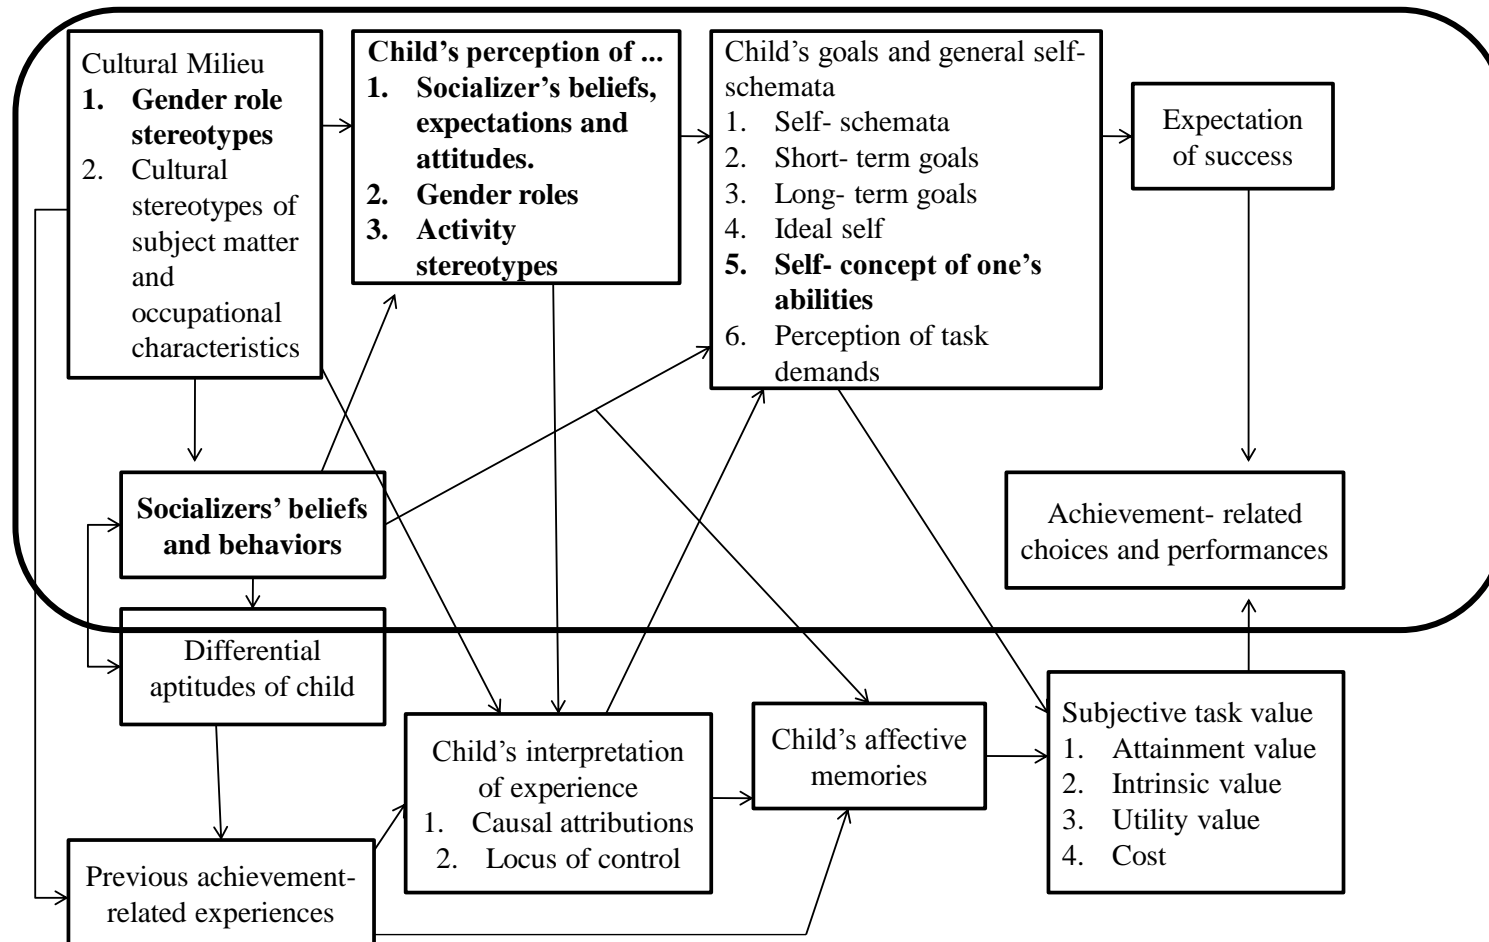 Cultural Milieu
1. Gender role
stereotypes
2. Cultural
stereotypes of
subject matter
and
occupational
characteristics
Child’s perception of ...
1. Socializer’s beliefs,
expectations and
attitudes.
2. Gender roles
3. Activity
stereotypes
Child’s goals and general self-
schemata
1. Self- schemata
2. Short- term goals
3. Long- term goals
4. Ideal self
5. Self- concept of one’s
abilities
6. Perception of task
demands
Expectation
of success
Socializers’ beliefs
and behaviors
Achievement- related
choices and performances
Differential
aptitudes of child
Previous achievement-
related experiences
Child’s interpretation
of experience
1. Causal attributions
2. Locus of control
Child’s affective
memories
Subjective task value
1. Attainment value
2. Intrinsic value
3. Utility value
4. Cost